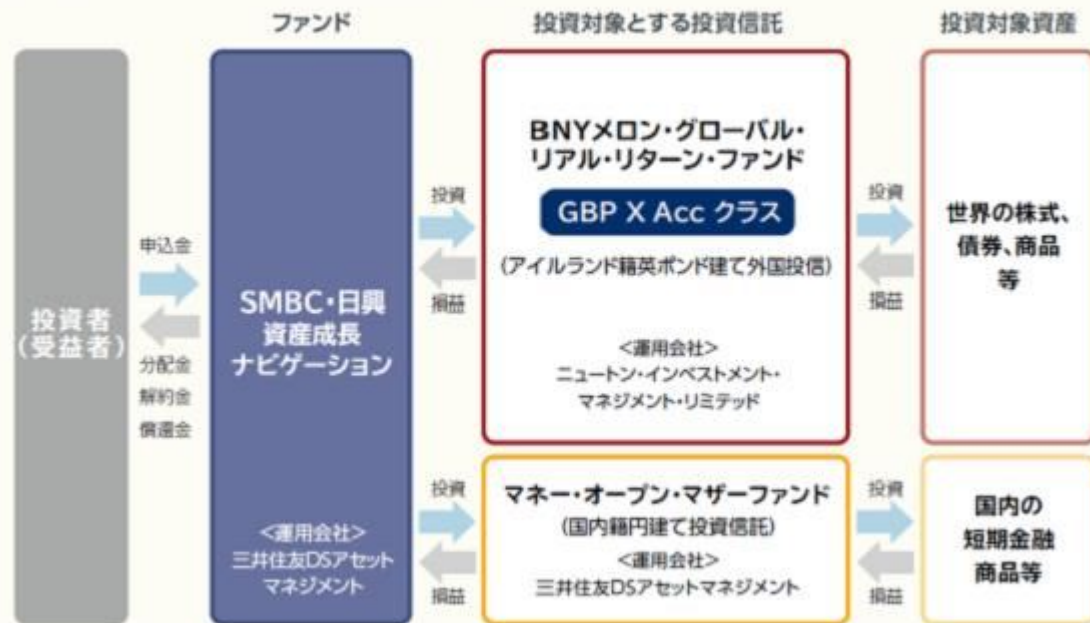 ファンド
投資対象とする投資信託
投資対象資産
投資者
(受益者)
申込金
分配金
解約金
償還金
SMBC・日興
資産成長
ナビゲーション
<運用会社>
三井住友DSアセット
マネジメント
投資
損益
BNYメロン・グローバル・
リアル・リターン・ファンド
GBP X Acc クラス
(アイルランド籍英ポンド建て外国投信)
<運用会社>
ニュートン・インベストメント・
マネジメント・リミテッド
投資
損益
世界の株式、
債券、商品
等
投資
損益
マネー・オープン・マザーファンド
(国内籍円建て投資信託)
<運用会社>
三井住友DSアセットマネジメント
投資
損益
国内の
短期金融
商品等